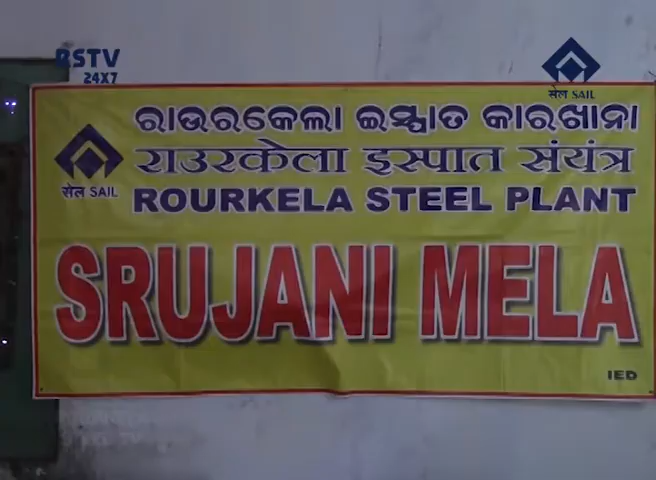 RSTV
24X7
सेल SAIL
ରାଉରକେଲା ଇସ୍ପାତ କାରଖାନା
राउरकेला इस्पात संयंत्र
सेल SAIL
ROURKELA STEEL PLANT
SRUJANI MELA
IED